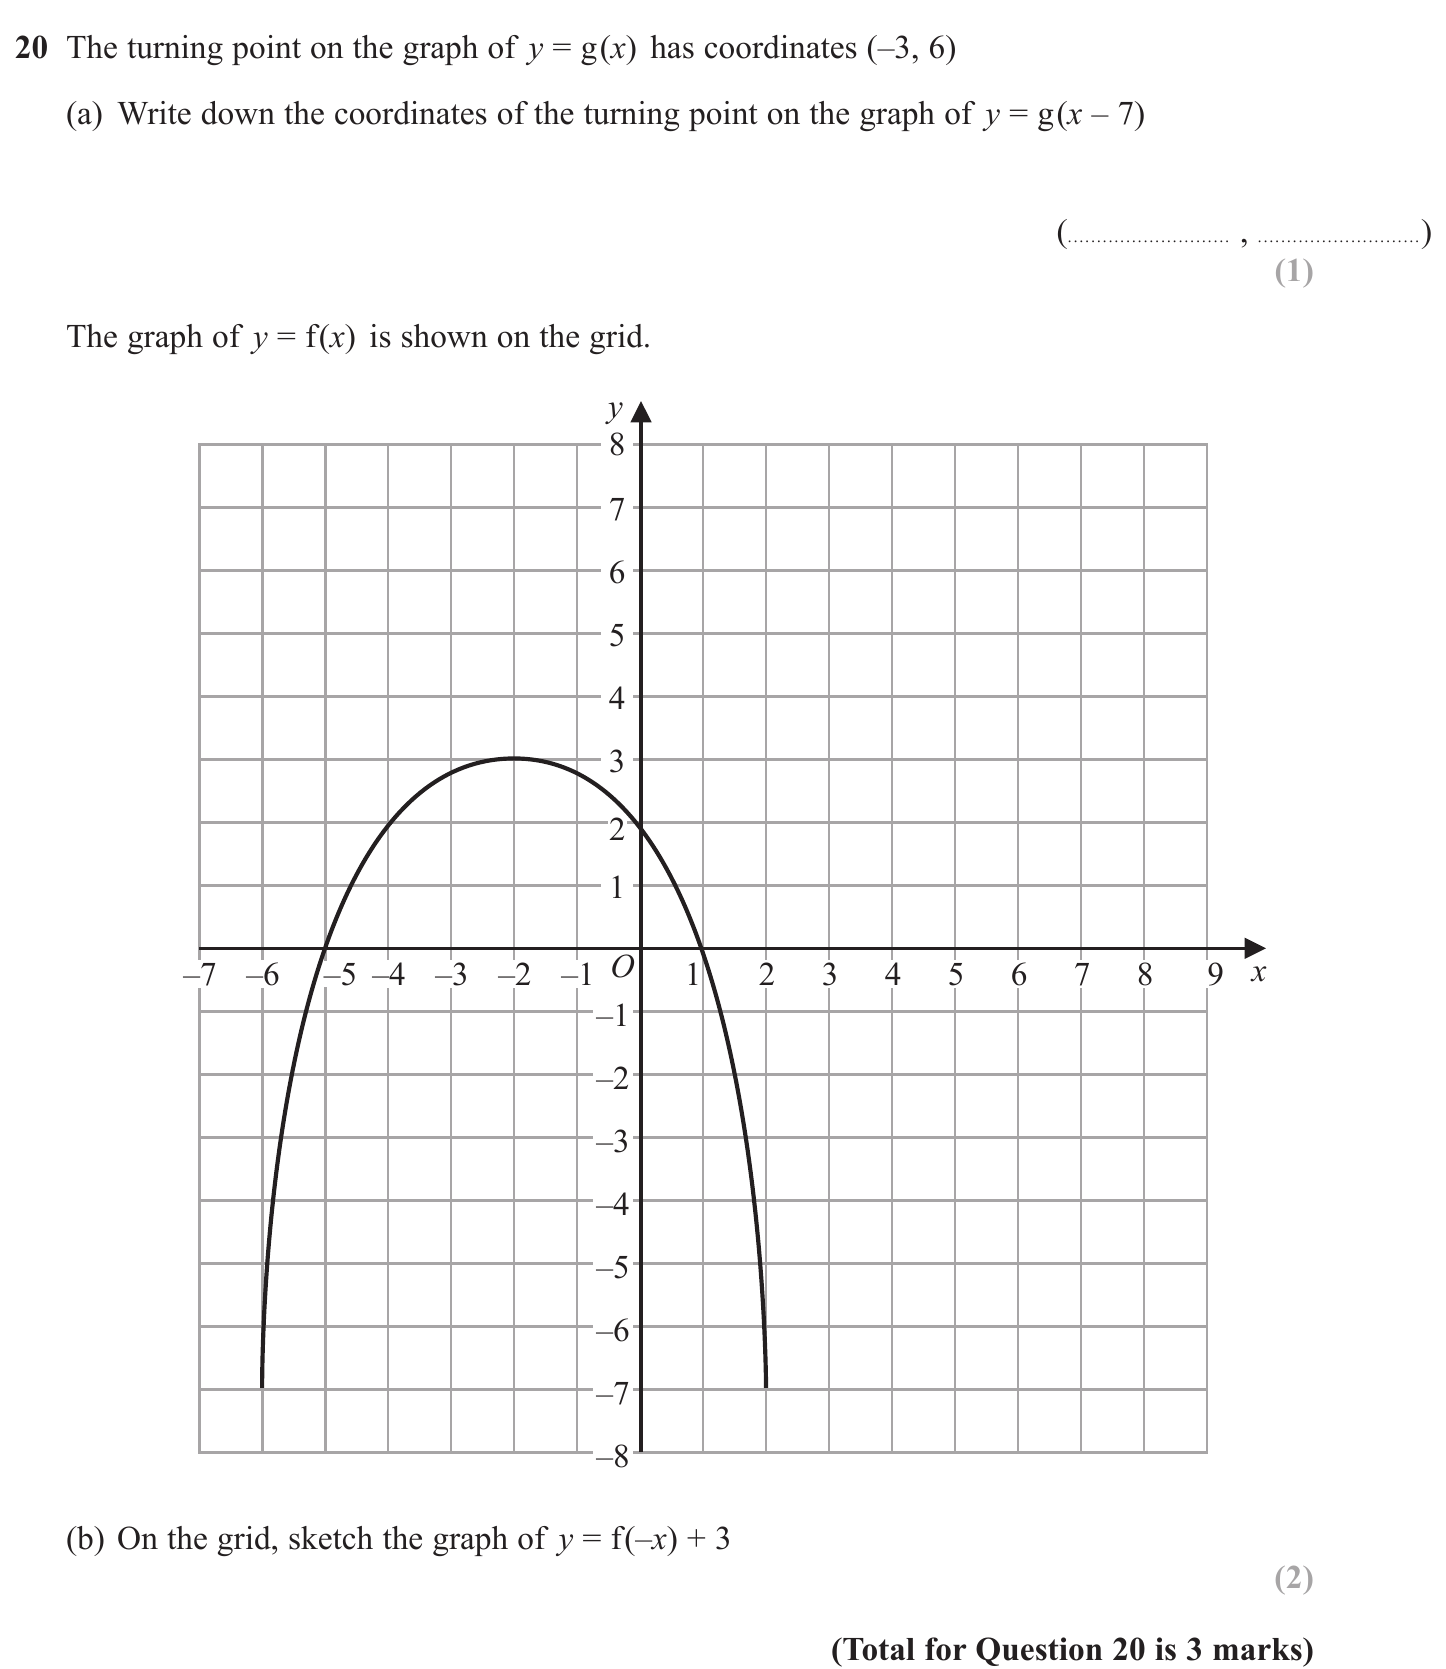 20 The turning point on the graph of y = g(x) has coordinates (–3, 6)
(a) Write down the coordinates of the turning point on the graph of y = g(x – 7)
(.............................. , ..............................)
(1)
The graph of y = f(x) is shown on the grid.
y
8
7
6
5
4
3
2
1
–7 –6 –5 –4 –3 –2 –1 O 1 2 3 4 5 6 7 8 9 x
–1
–2
–3
–4
–5
–6
–7
–8
(b) On the grid, sketch the graph of y = f(–x) + 3
(2)
(Total for Question 20 is 3 marks)